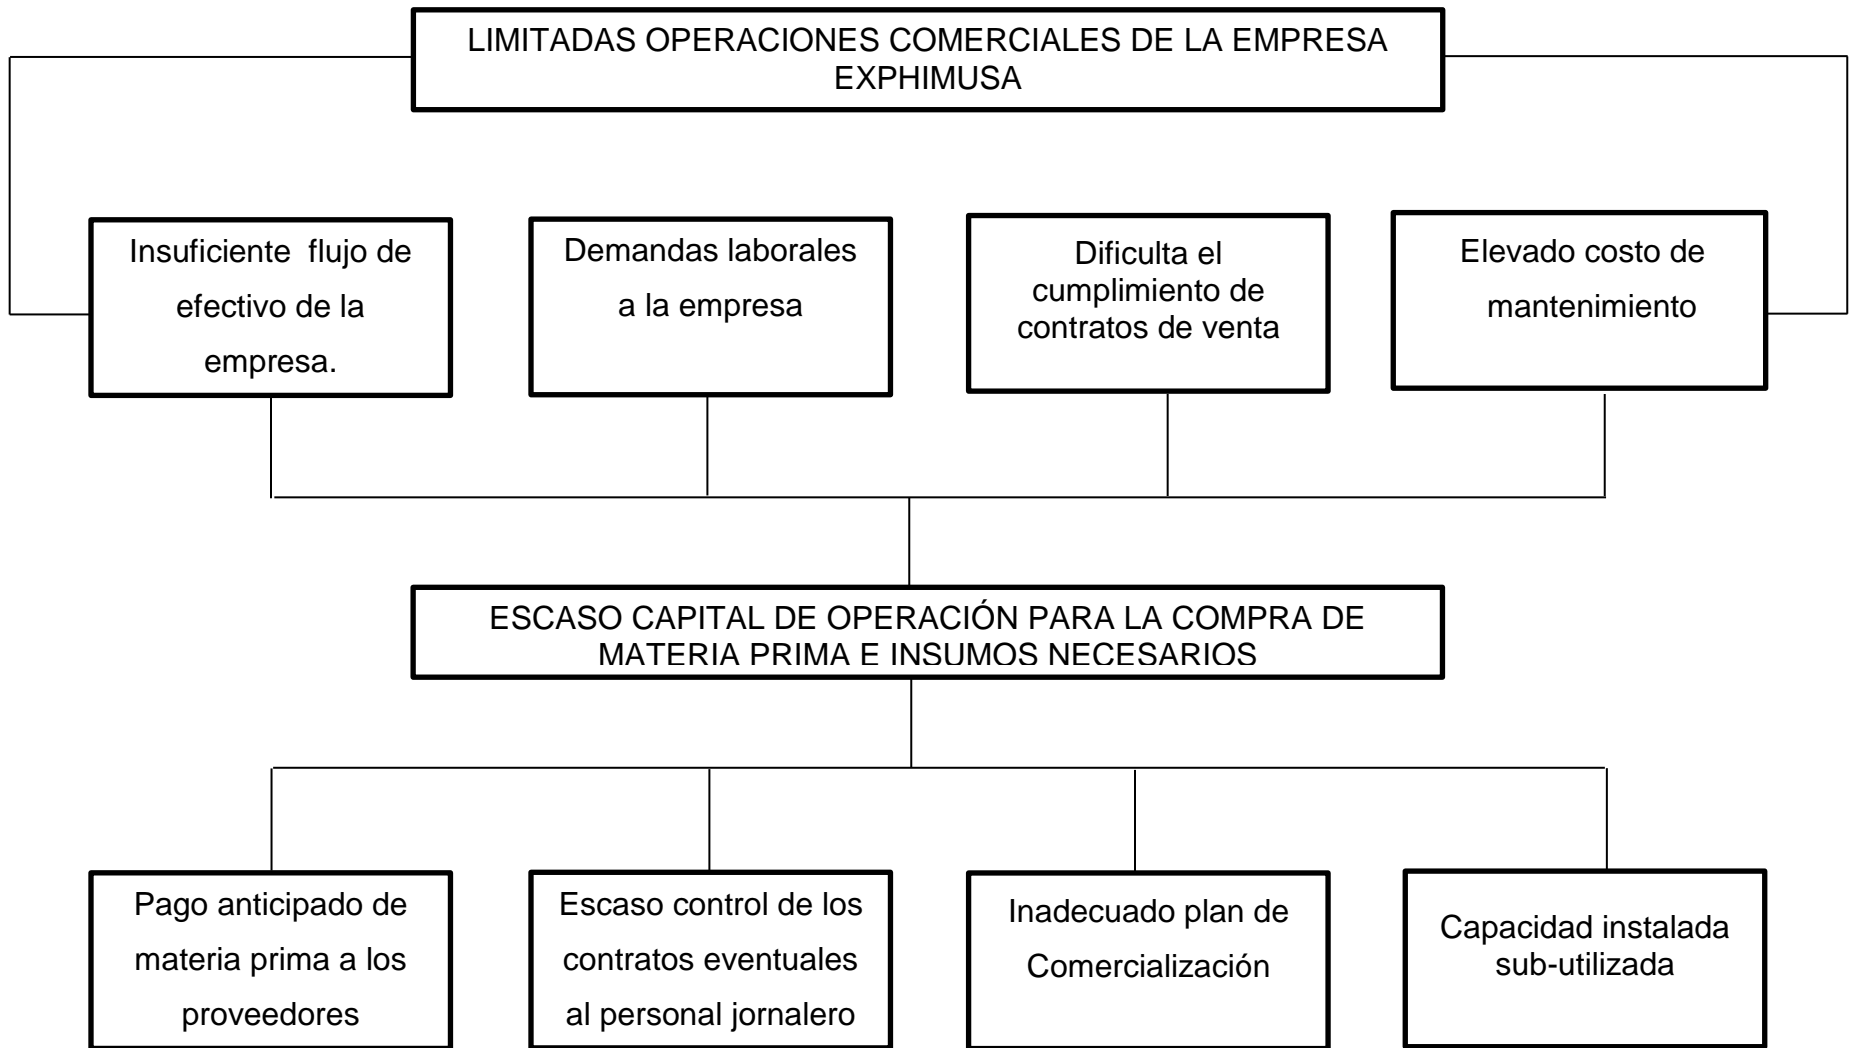 LIMITADAS OPERACIONES COMERCIALES DE LA EMPRESA
EXPHIMUSA
Insuficiente flujo de
efectivo de la
empresa.
Demandas laborales
a la empresa
Dificulta el
cumplimiento de
contratos de venta
Elevado costo de
mantenimiento
ESCASO CAPITAL DE OPERACIÓN PARA LA COMPRA DE
MATERIA PRIMA E INSUMOS NECESARIOS
Pago anticipado de
materia prima a los
proveedores
Escaso control de los
contratos eventuales
al personal jornalero
Inadecuado plan de
Comercialización
Capacidad instalada
sub-utilizada